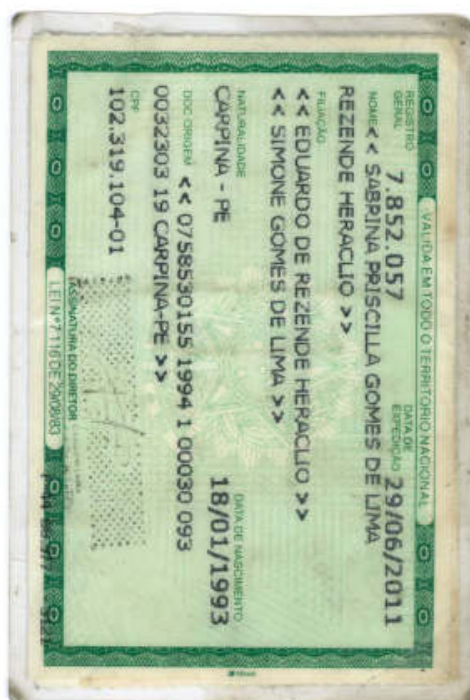 VÁLIDA EM TODO O TERRITÓRIO NACIONAL
REGISTRO GERAL 7.852.057 DATA DE EXPEDIÇÃO 29/06/2011
NOME << SABRINA PRISCILLA GOMES DE LIMA
REZENDE HERACLIO >>
FILIAÇÃO
<< EDUARDO DE REZENDE HERACLIO >>
<< SIMONE GOMES DE LIMA >>
NATURALIDADE DATA DE NASCIMENTO
CARPINA - PE 18/01/1993
DOC ORIGEM << 0758530155 1994 1 00030 093
0032303 19 CARPINA-PE >>
CPF
102.319.104-01
ASSINATURA DO DIRETOR
LEI Nº 7.116 DE 29/08/83